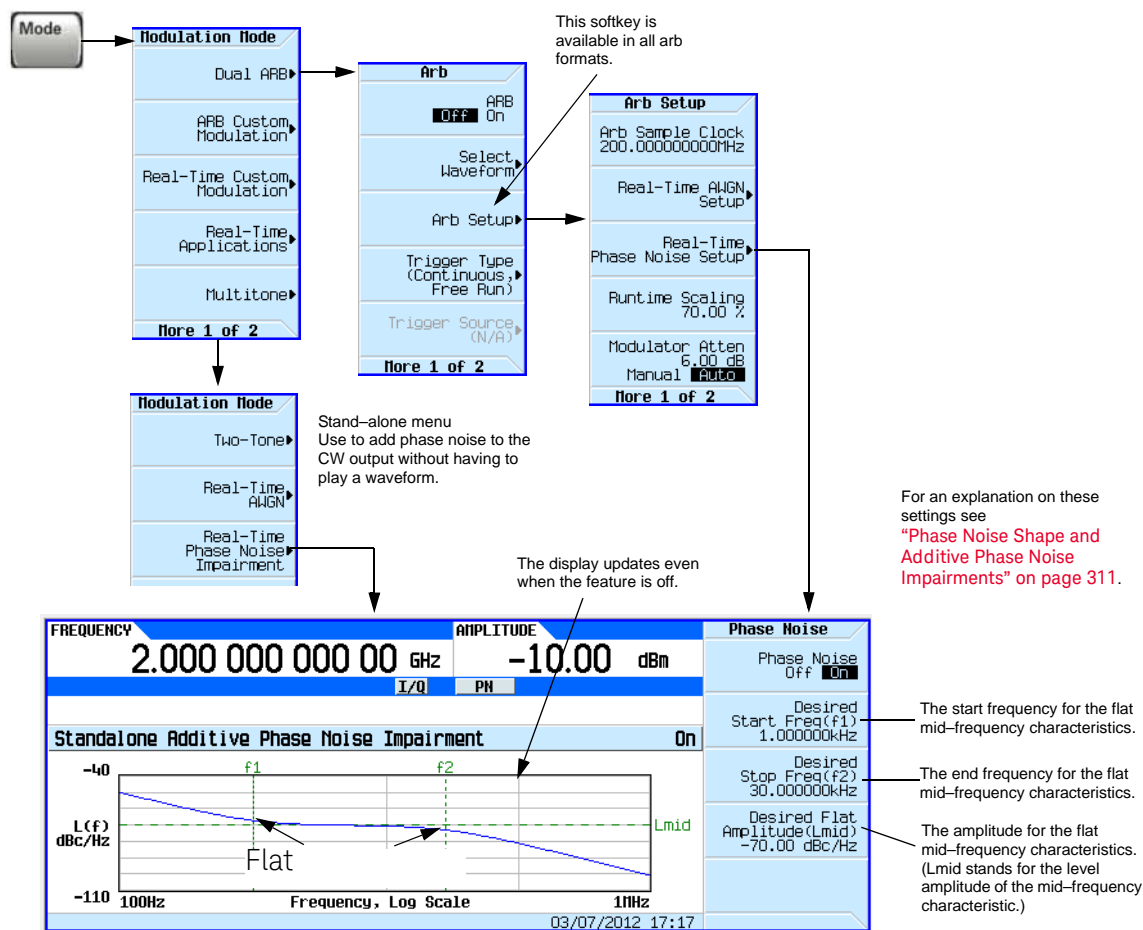 Mode
Modulation Mode
Dual ARB
ARB Custom
Modulation
Real-Time Custom
Modulation
Real-Time
Applications
Multitone
More 1 of 2
Arb
ARB
Off On
Select
Waveform
Arb Setup
Trigger Type
(Continuous,
Free Run)
Trigger Source
(N/A)
More 1 of 2
This softkey is
available in all arb
formats.
Arb Setup
Arb Sample Clock
200.000000000MHz
Real-Time AWGN
Setup
Real-Time
Phase Noise Setup
Runtime Scaling
70.00 %
Modulator Atten
6.00 dB
Manual Auto
More 1 of 2
Modulation Mode
Two-Tone
Real-Time
AWGN
Real-Time
Phase Noise
Impairment
Stand–alone menu
Use to add phase noise to the
CW output without having to
play a waveform.
The display updates even
when the feature is off.
For an explanation on these
settings see
"Phase Noise Shape and
Additive Phase Noise
Impairments" on page 311.
FREQUENCY
2.000 000 000 00 GHz
AMPLITUDE
-10.00 dBm
I/Q PN
Standalone Additive Phase Noise Impairment On
-40
f1 f2
L(f)
dBc/Hz
Lmid
Flat
-110
100Hz Frequency, Log Scale 1MHz
03/07/2012 17:17
Phase Noise
Phase Noise
Off On
Desired
Start Freq(f1)
1.000000kHz
Desired
Stop Freq(f2)
30.000000kHz
Desired Flat
Amplitude(Lmid)
-70.00 dBc/Hz
The start frequency for the flat
mid–frequency characteristics.
The end frequency for the flat
mid–frequency characteristics.
The amplitude for the flat
mid–frequency characteristics.
(Lmid stands for the level
amplitude of the mid–frequency
characteristic.)